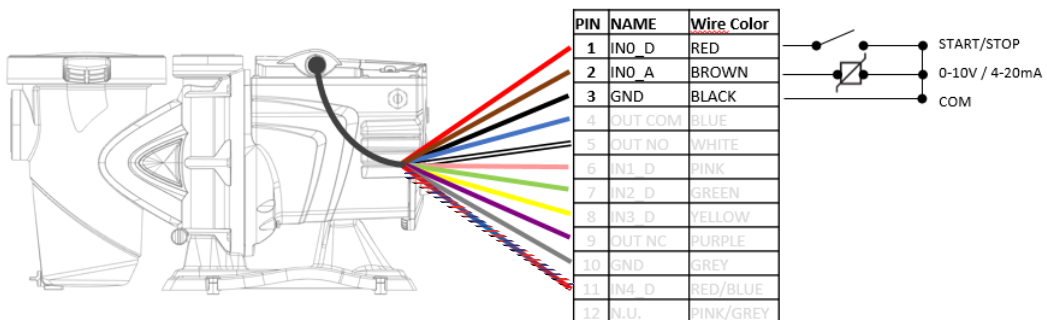 PIN NAME Wire Color
1 IN0_D RED
2 IN0_A BROWN
3 GND BLACK
4 OUT COM BLUE
5 OUT NO WHITE
6 IN1_D PINK
7 IN2_D GREEN
8 IN3_D YELLOW
9 OUT NC PURPLE
10 GND GREY
11 IN4_D RED/BLUE
12 N.U. PINK/GREY
START/STOP
0-10V / 4-20mA
COM